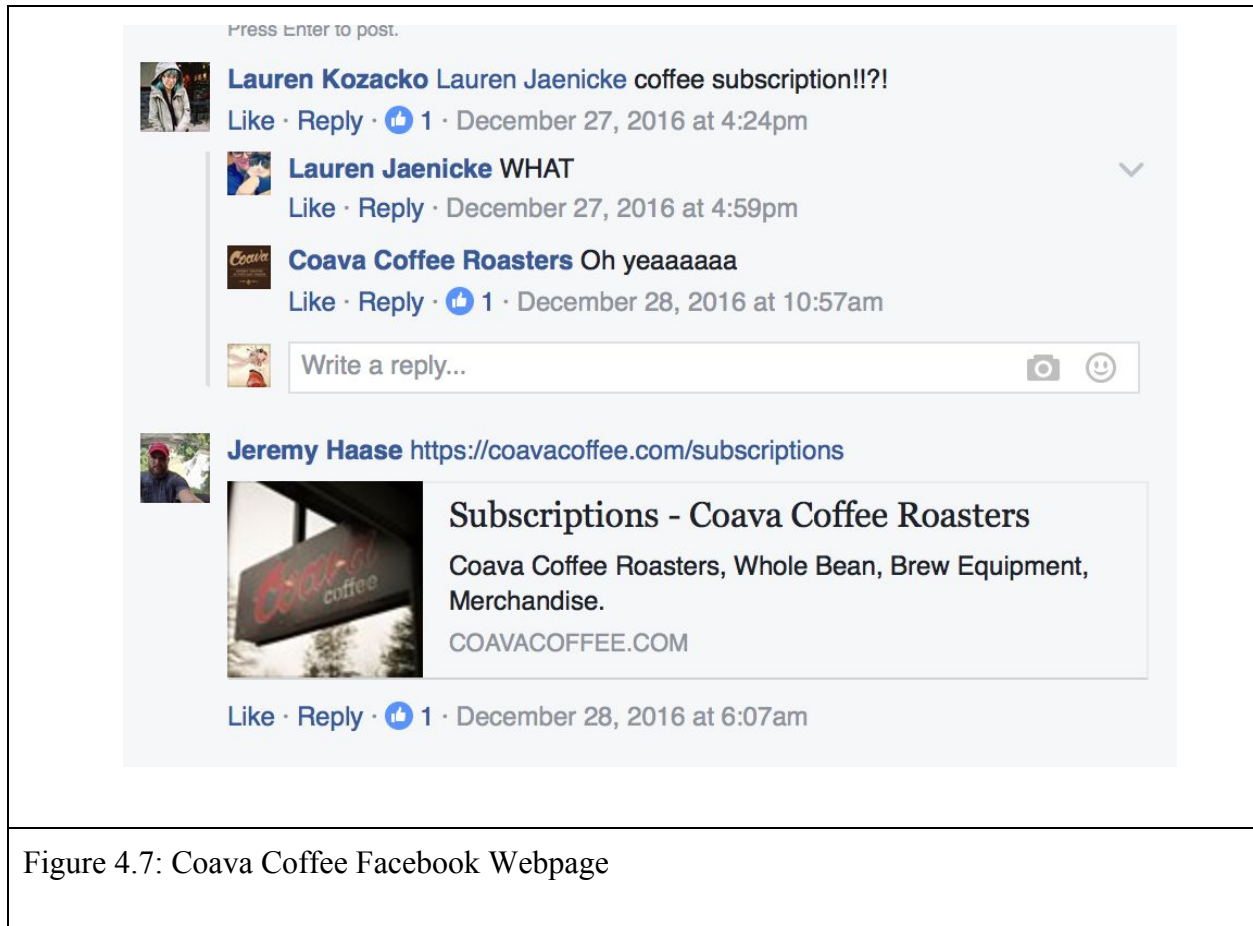 Press Enter to post.
Lauren Kozacko Lauren Jaenicke coffee subscription!!?!
Like · Reply · 1 · December 27, 2016 at 4:24pm
Lauren Jaenicke WHAT
Like · Reply · December 27, 2016 at 4:59pm
Coava
Coava Coffee Roasters Oh yeaaaaaa
Like · Reply · 1 · December 28, 2016 at 10:57am
Write a reply...
Jeremy Haase https://coavacoffee.com/subscriptions
Coava
coffee
Subscriptions - Coava Coffee Roasters
Coava Coffee Roasters, Whole Bean, Brew Equipment,
Merchandise.
COAVACOFFEE.COM
Like · Reply · 1 · December 28, 2016 at 6:07am
Figure 4.7: Coava Coffee Facebook Webpage